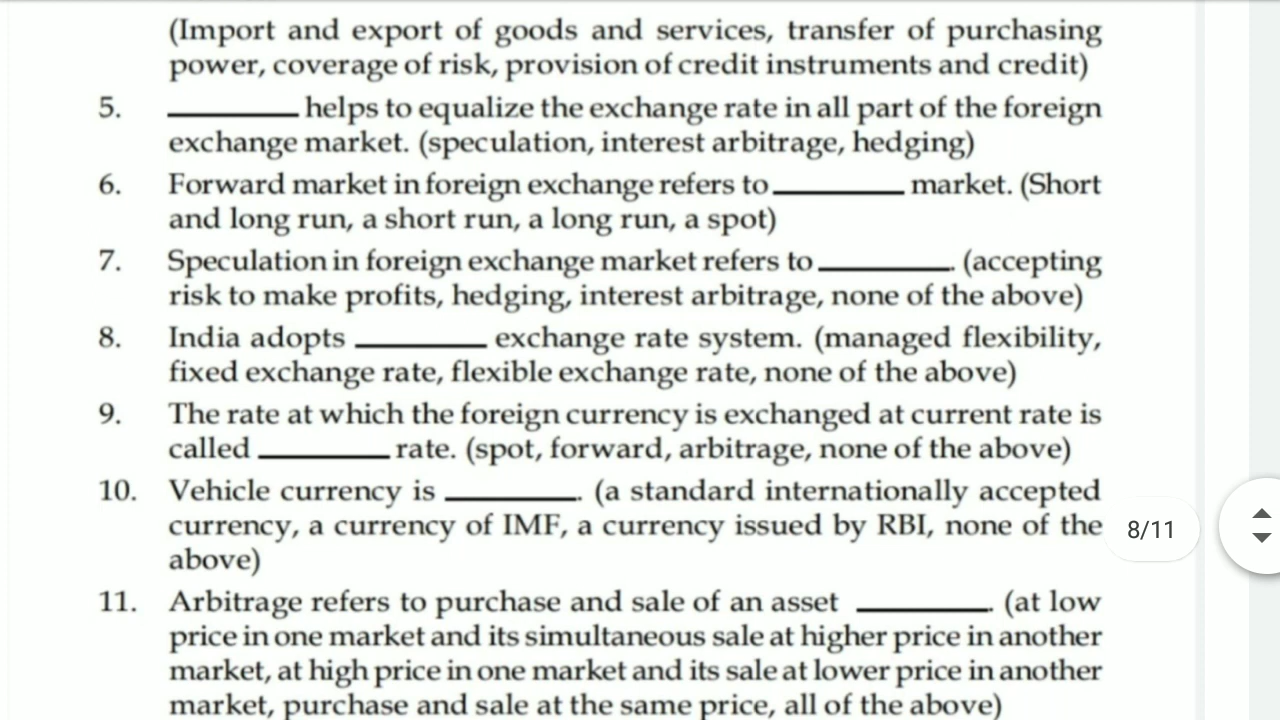 (Import and export of goods and services, transfer of purchasing
power, coverage of risk, provision of credit instruments and credit)
5. ________ helps to equalize the exchange rate in all part of the foreign
exchange market. (speculation, interest arbitrage, hedging)
6. Forward market in foreign exchange refers to ________ market. (Short
and long run, a short run, a long run, a spot)
7. Speculation in foreign exchange market refers to ________. (accepting
risk to make profits, hedging, interest arbitrage, none of the above)
8. India adopts ________ exchange rate system. (managed flexibility,
fixed exchange rate, flexible exchange rate, none of the above)
9. The rate at which the foreign currency is exchanged at current rate is
called ________ rate. (spot, forward, arbitrage, none of the above)
10. Vehicle currency is ________. (a standard internationally accepted
currency, a currency of IMF, a currency issued by RBI, none of the
above)
8/11
11. Arbitrage refers to purchase and sale of an asset ________. (at low
price in one market and its simultaneous sale at higher price in another
market, at high price in one market and its sale at lower price in another
market, purchase and sale at the same price, all of the above)